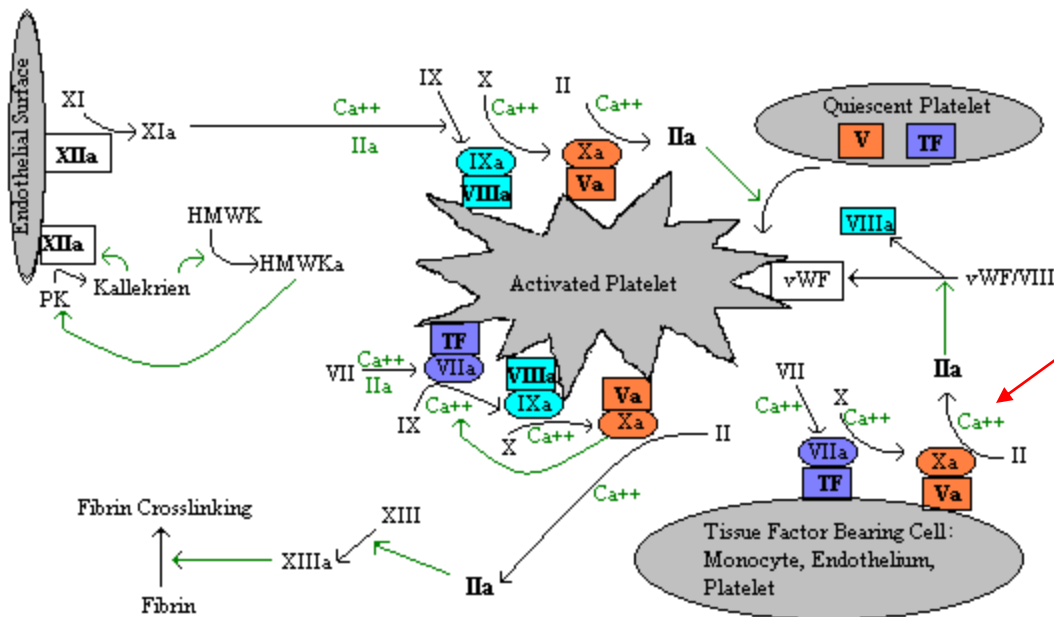 Endothelial Surface
XI
XIa
XIIa
Ca++
IIa
IX
X
Ca++
II
Ca++
IXa
VIIIa
Xa
Va
IIa
Quiescent Platelet
V
TF
XIIa
HMWK
HMWKa
PK
Kallekrien
Activated Platelet
VIIIa
vWF
vWF/VIII
TF
VIIa
VII
Ca++
IIa
IX
Ca++
VIIIa
IXa
X
Ca++
Va
Xa
II
Ca++
IIa
VII
Ca++
X
Ca++
IIa
Ca++
II
VIIa
TF
Xa
Va
Tissue Factor Bearing Cell:
Monocyte, Endothelium,
Platelet
Fibrin Crosslinking
XIII
XIIIa
IIa
Fibrin